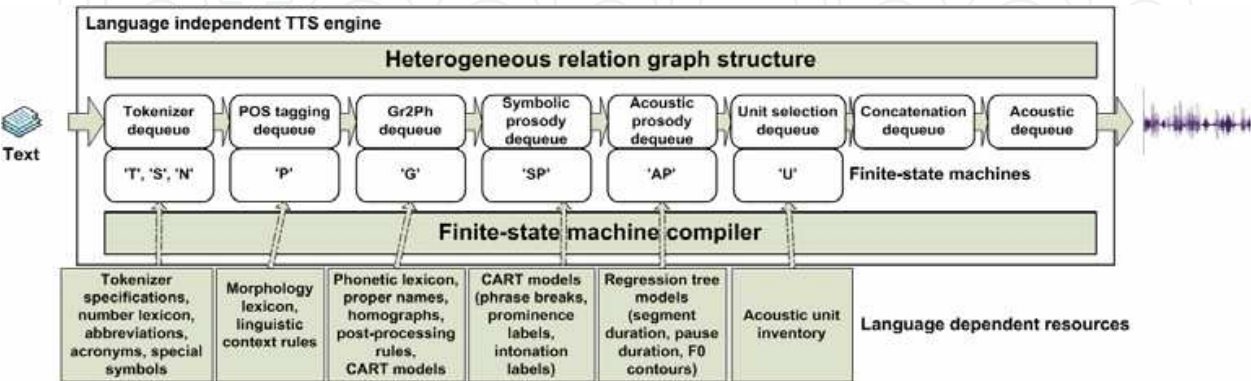 Language independent TTS engine
Heterogeneous relation graph structure
Text
Tokenizer
dequeue
POS tagging
dequeue
Gr2Ph
dequeue
Symbolic
prosody
dequeue
Acoustic
prosody
dequeue
Unit selection
dequeue
Concatenation
dequeue
Acoustic
dequeue
'T', 'S', 'N'
'P'
'G'
'SP'
'AP'
'U'
Finite-state machines
Finite-state machine compiler
Tokenizer
specifications,
number lexicon,
abbreviations,
acronyms, special
symbols
Morphology
lexicon,
linguistic
context rules
Phonetic lexicon,
proper names,
homographs,
post-processing
rules,
CART models
CART models
(phrase breaks,
prominence
labels,
intonation
labels)
Regression tree
models
(segment
duration, pause
duration, F0
contours)
Acoustic unit
inventory
Language dependent resources